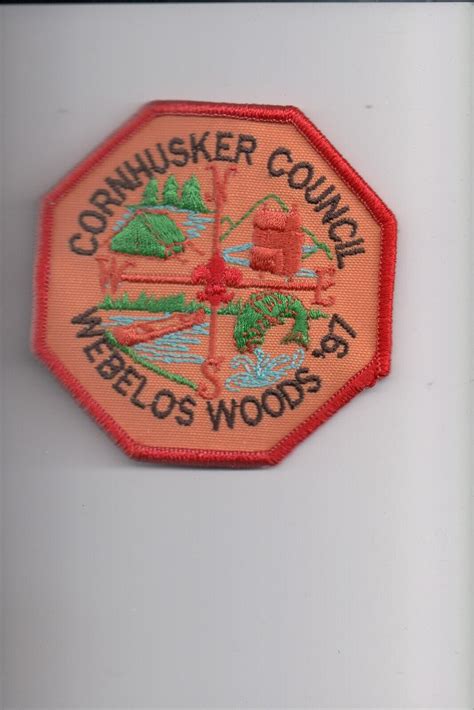 CORNHUSKER COUNCIL
N
W E
S
WEBELOS WOODS '97